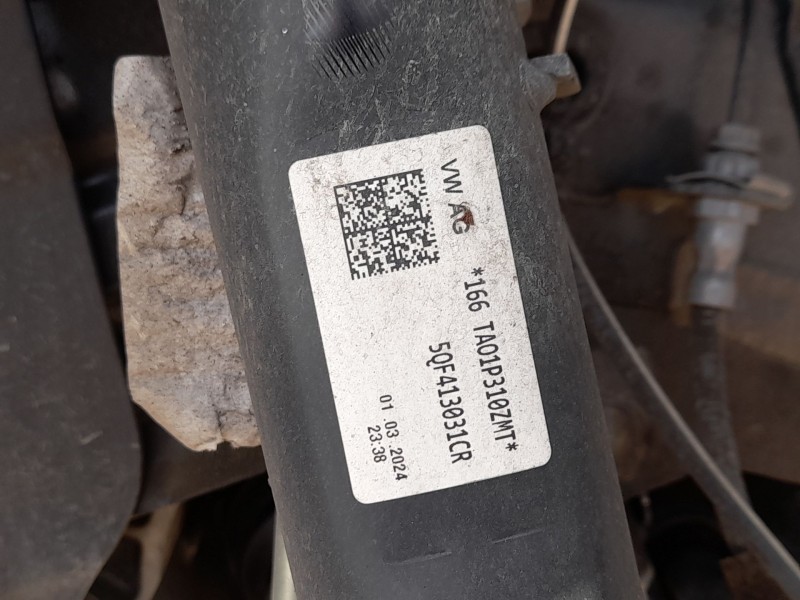 VW AG
*166 TA01P310ZMT*
5QF413031CR
01 .03 .2024
23:38